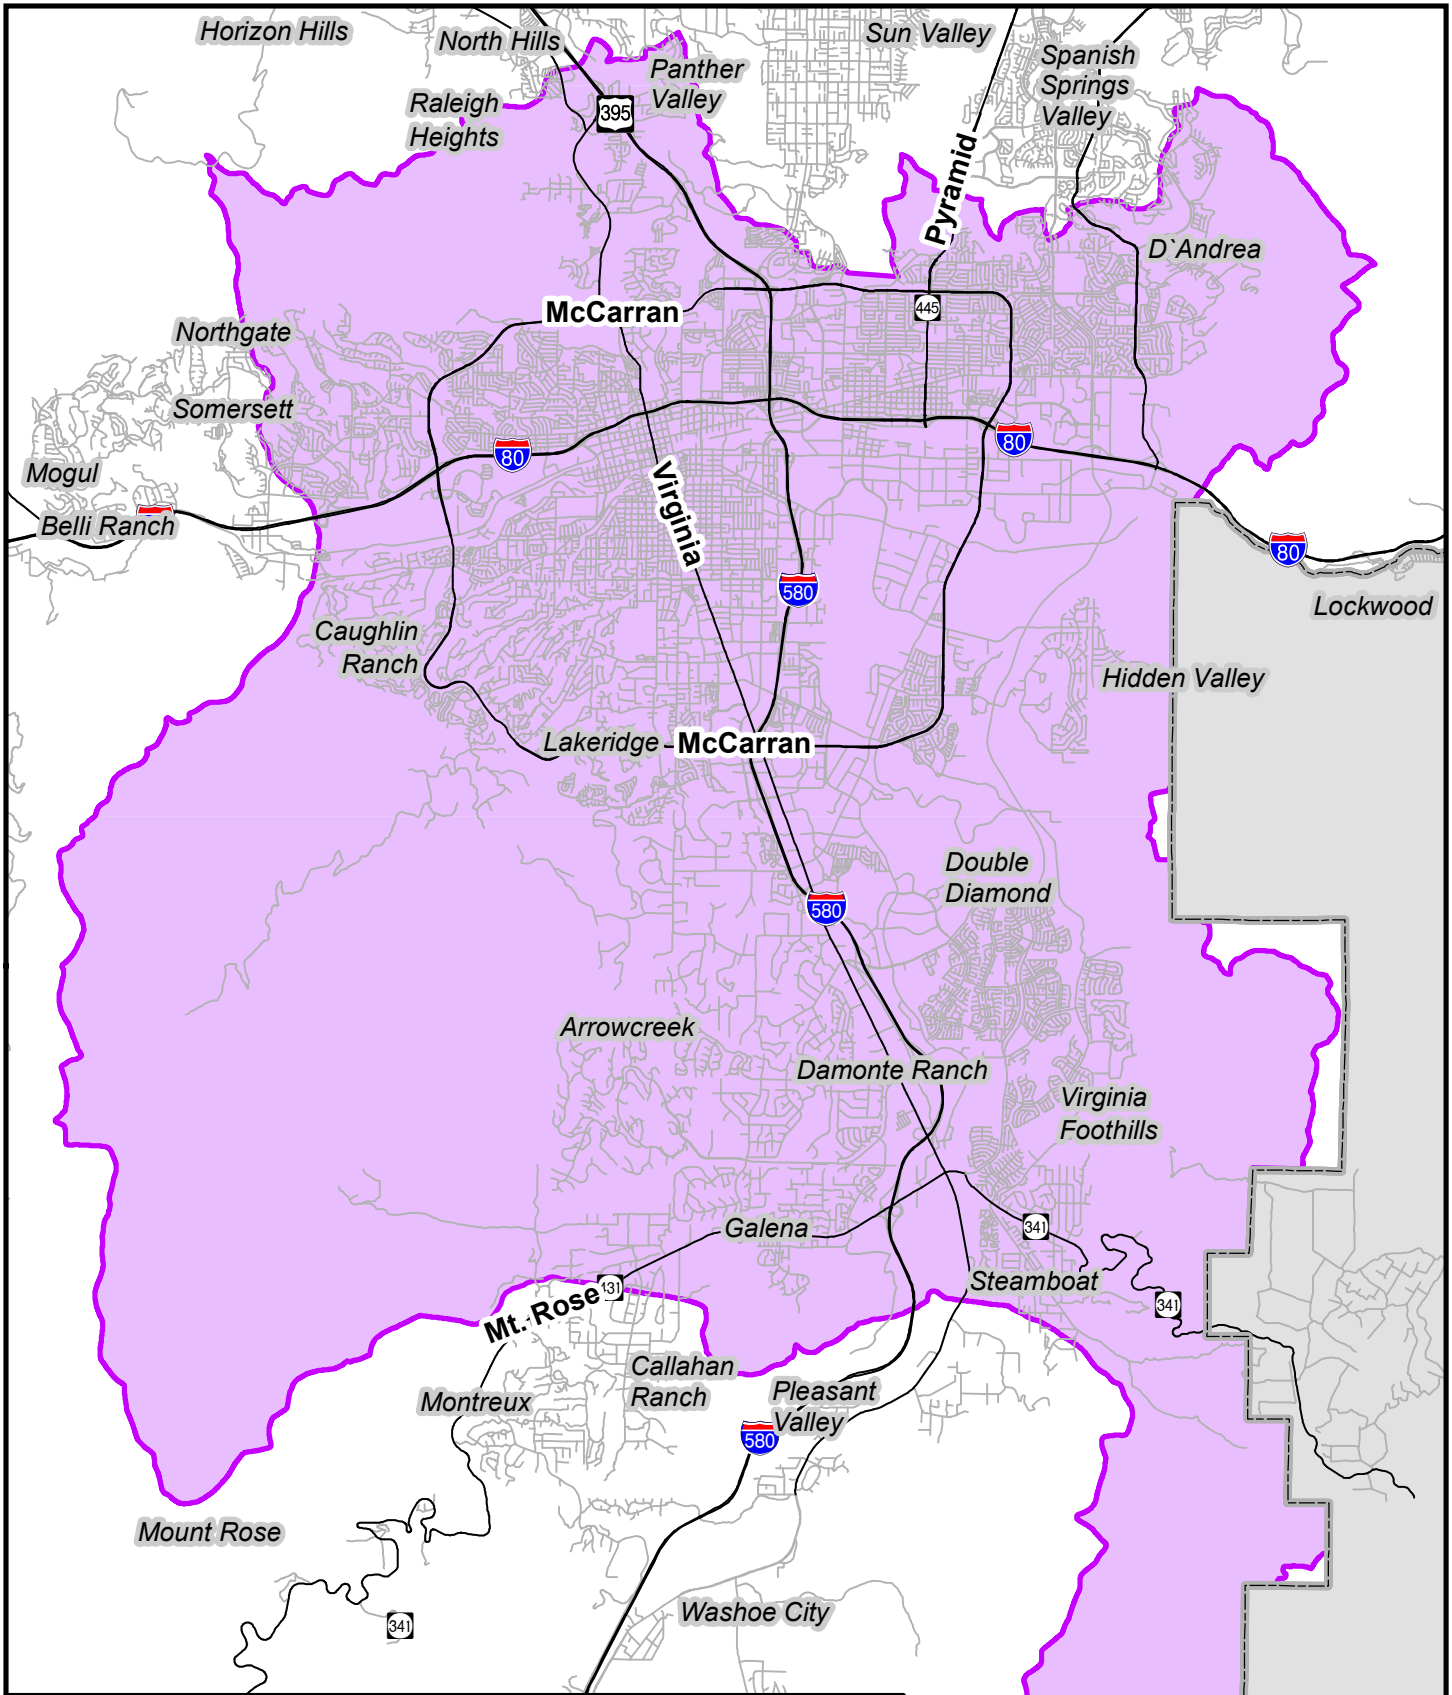 Horizon Hills
North Hills
Sun Valley
Panther
Valley
Spanish
Springs
Valley
Raleigh
Heights
395
Pyramid
D`Andrea
McCarran
445
Northgate
Somersett
80
80
Mogul
Virginia
Belli Ranch
80
580
Lockwood
Caughlin
Ranch
Hidden Valley
Lakeridge
McCarran
Double
Diamond
580
Arrowcreek
Damonte Ranch
Virginia
Foothills
Galena
341
Steamboat
431
Mt. Rose
341
Callahan
Ranch
Montreux
Pleasant
Valley
580
Mount Rose
Washoe City
341